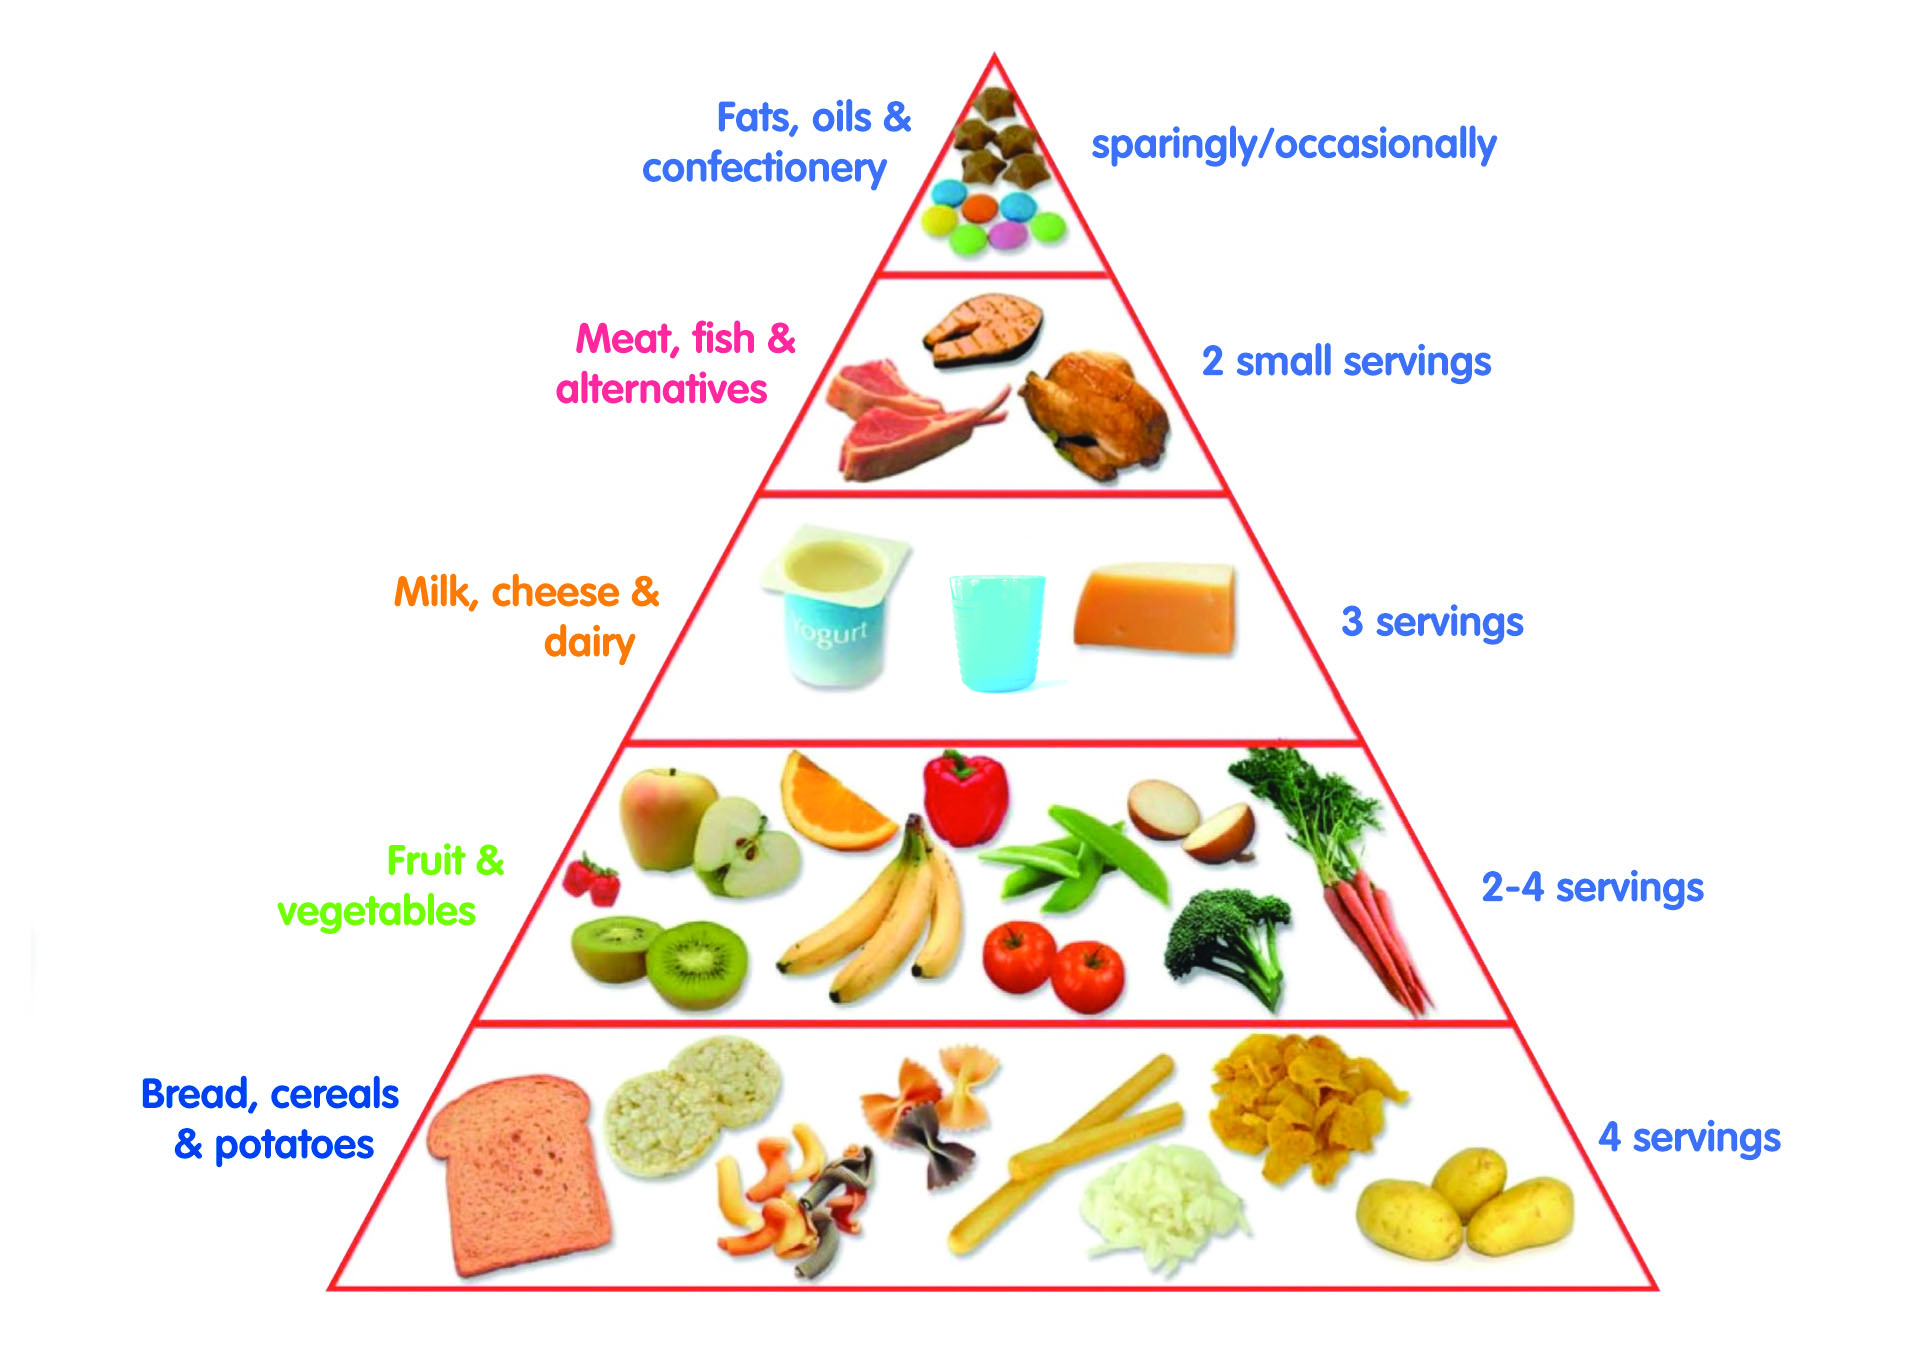 Fats, oils &
confectionery
sparingly/occasionally
Meat, fish &
alternatives
2 small servings
Milk, cheese &
dairy
Yogurt
3 servings
Fruit &
vegetables
2-4 servings
Bread, cereals
& potatoes
4 servings